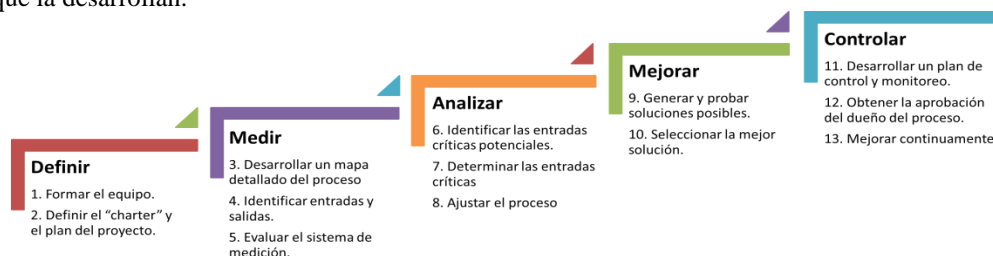 que la desarrollan.
Definir
1. Formar el equipo.
2. Definir el “charter” y
el plan del proyecto.
Medir
3. Desarrollar un mapa
detallado del proceso
4. Identificar entradas y
salidas.
5. Evaluar el sistema de
medición.
Analizar
6. Identificar las entradas
críticas potenciales.
7. Determinar las entradas
críticas
8. Ajustar el proceso
Mejorar
9. Generar y probar
soluciones posibles.
10. Seleccionar la mejor
solución.
Controlar
11. Desarrollar un plan de
control y monitoreo.
12. Obtener la aprobación
del dueño del proceso.
13. Mejorar continuamente